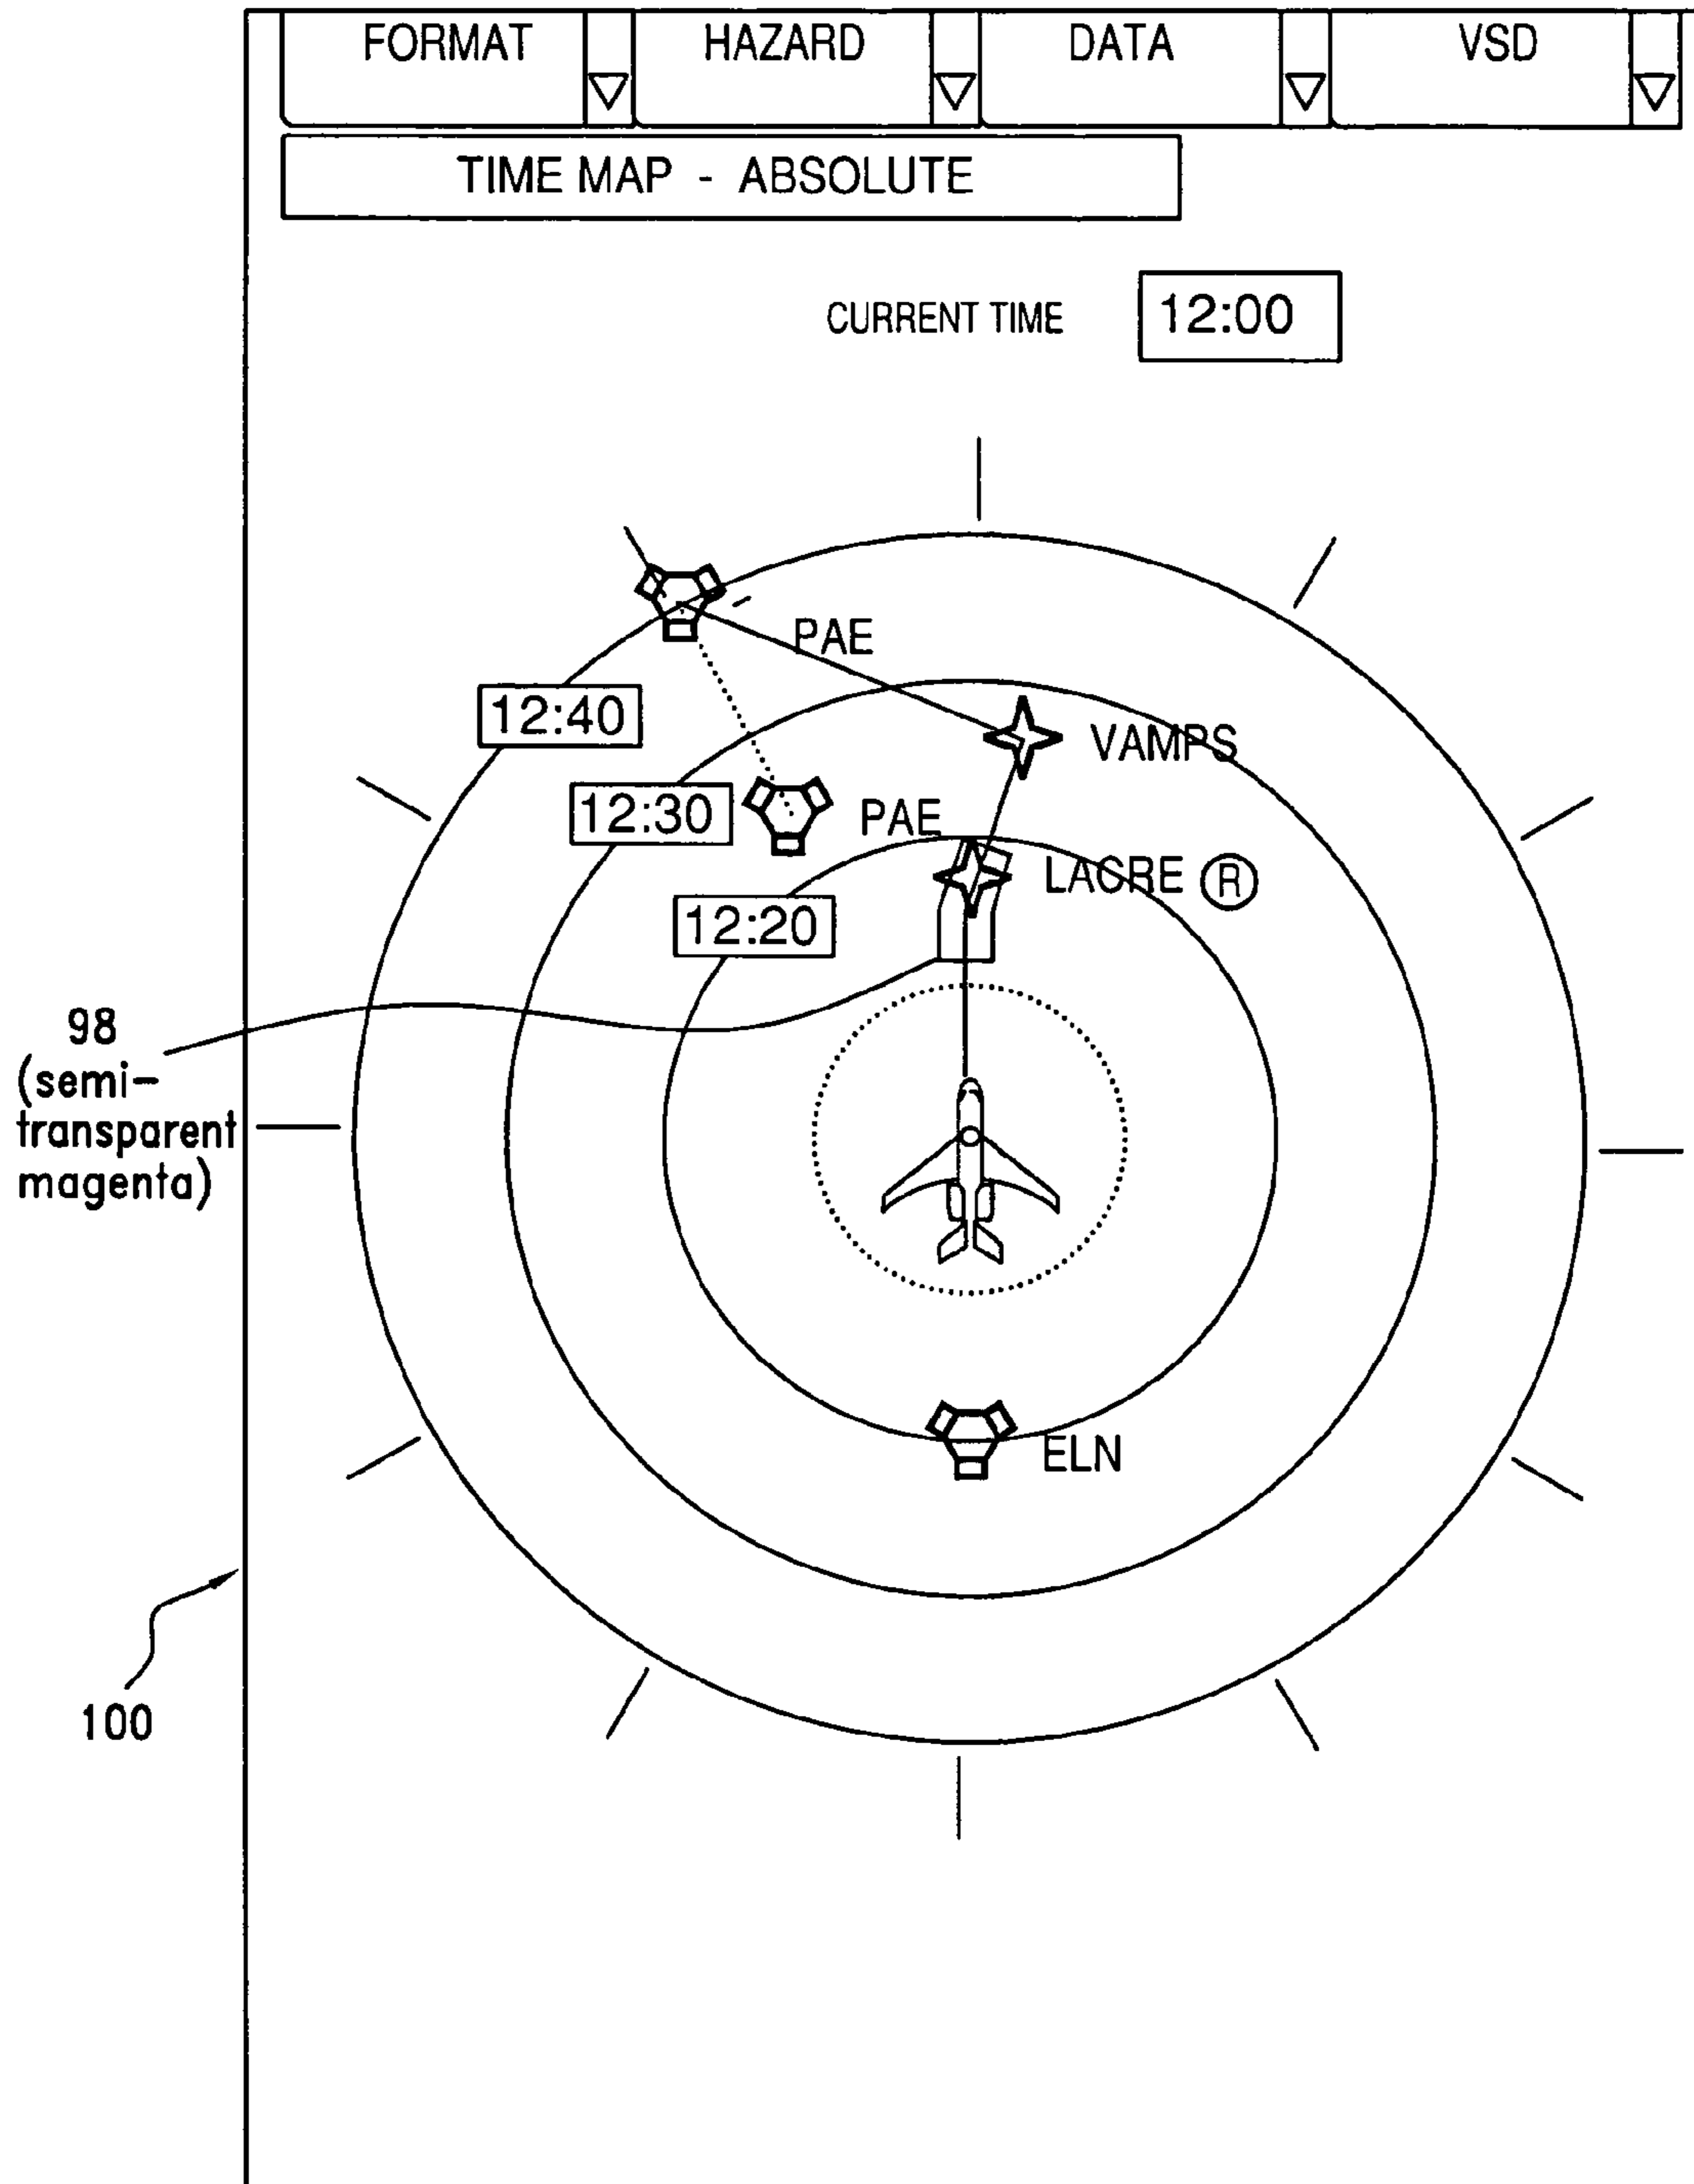 FORMAT HAZARD DATA VSD
TIME MAP - ABSOLUTE
CURRENT TIME 12:00
PAE
12:40
VAMPS
12:30
PAE
LACRE Ⓡ
12:20
98
(semi-
transparent
magenta)
ELN
100